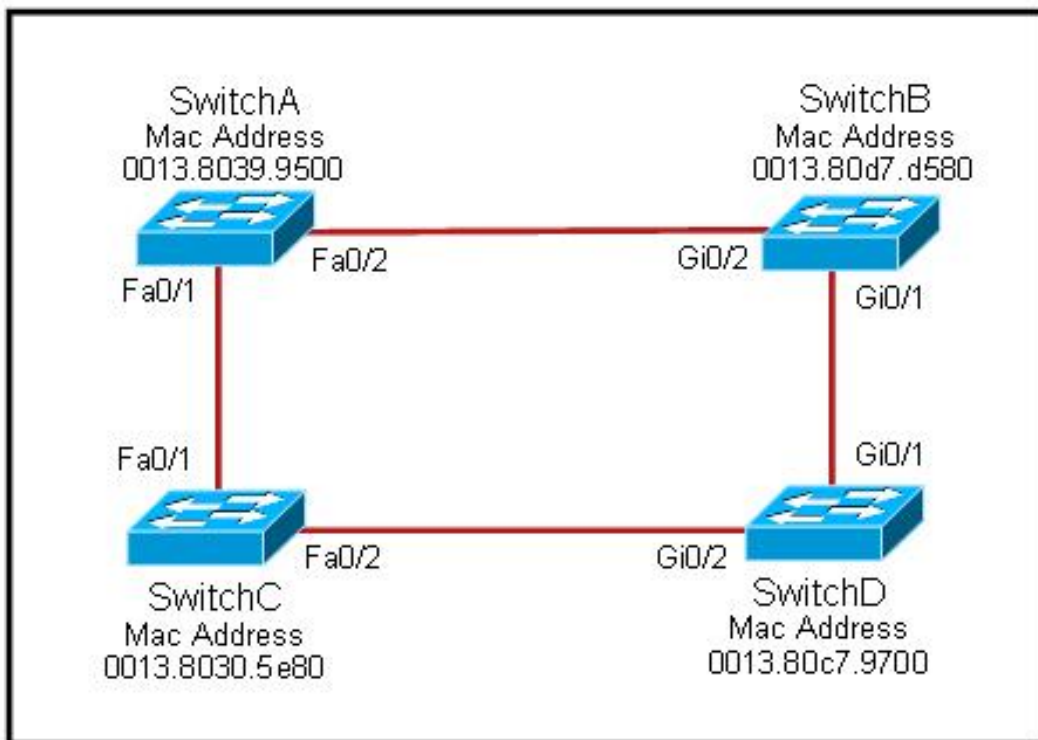 SwitchA
Mac Address
0013.8039.9500
SwitchB
Mac Address
0013.80d7.d580
Fa0/2
Gi0/2
Fa0/1
Gi0/1
Fa0/1
Gi0/1
Fa0/2
Gi0/2
SwitchC
Mac Address
0013.8030.5e80
SwitchD
Mac Address
0013.80c7.9700